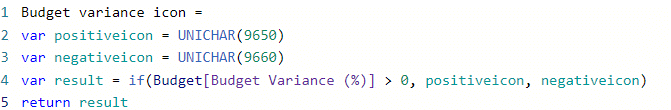 1 Budget variance icon =
2 var positiveicon = UNICHAR(9650)
3 var negativeicon = UNICHAR(9660)
4 var result = if(Budget[Budget Variance (%)] > 0, positiveicon, negativeicon)
5 return result